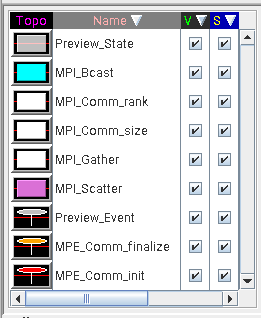 Topo Name V S
Preview_State
MPI_Bcast
MPI_Comm_rank
MPI_Comm_size
MPI_Gather
MPI_Scatter
Preview_Event
MPE_Comm_finalize
MPE_Comm_init